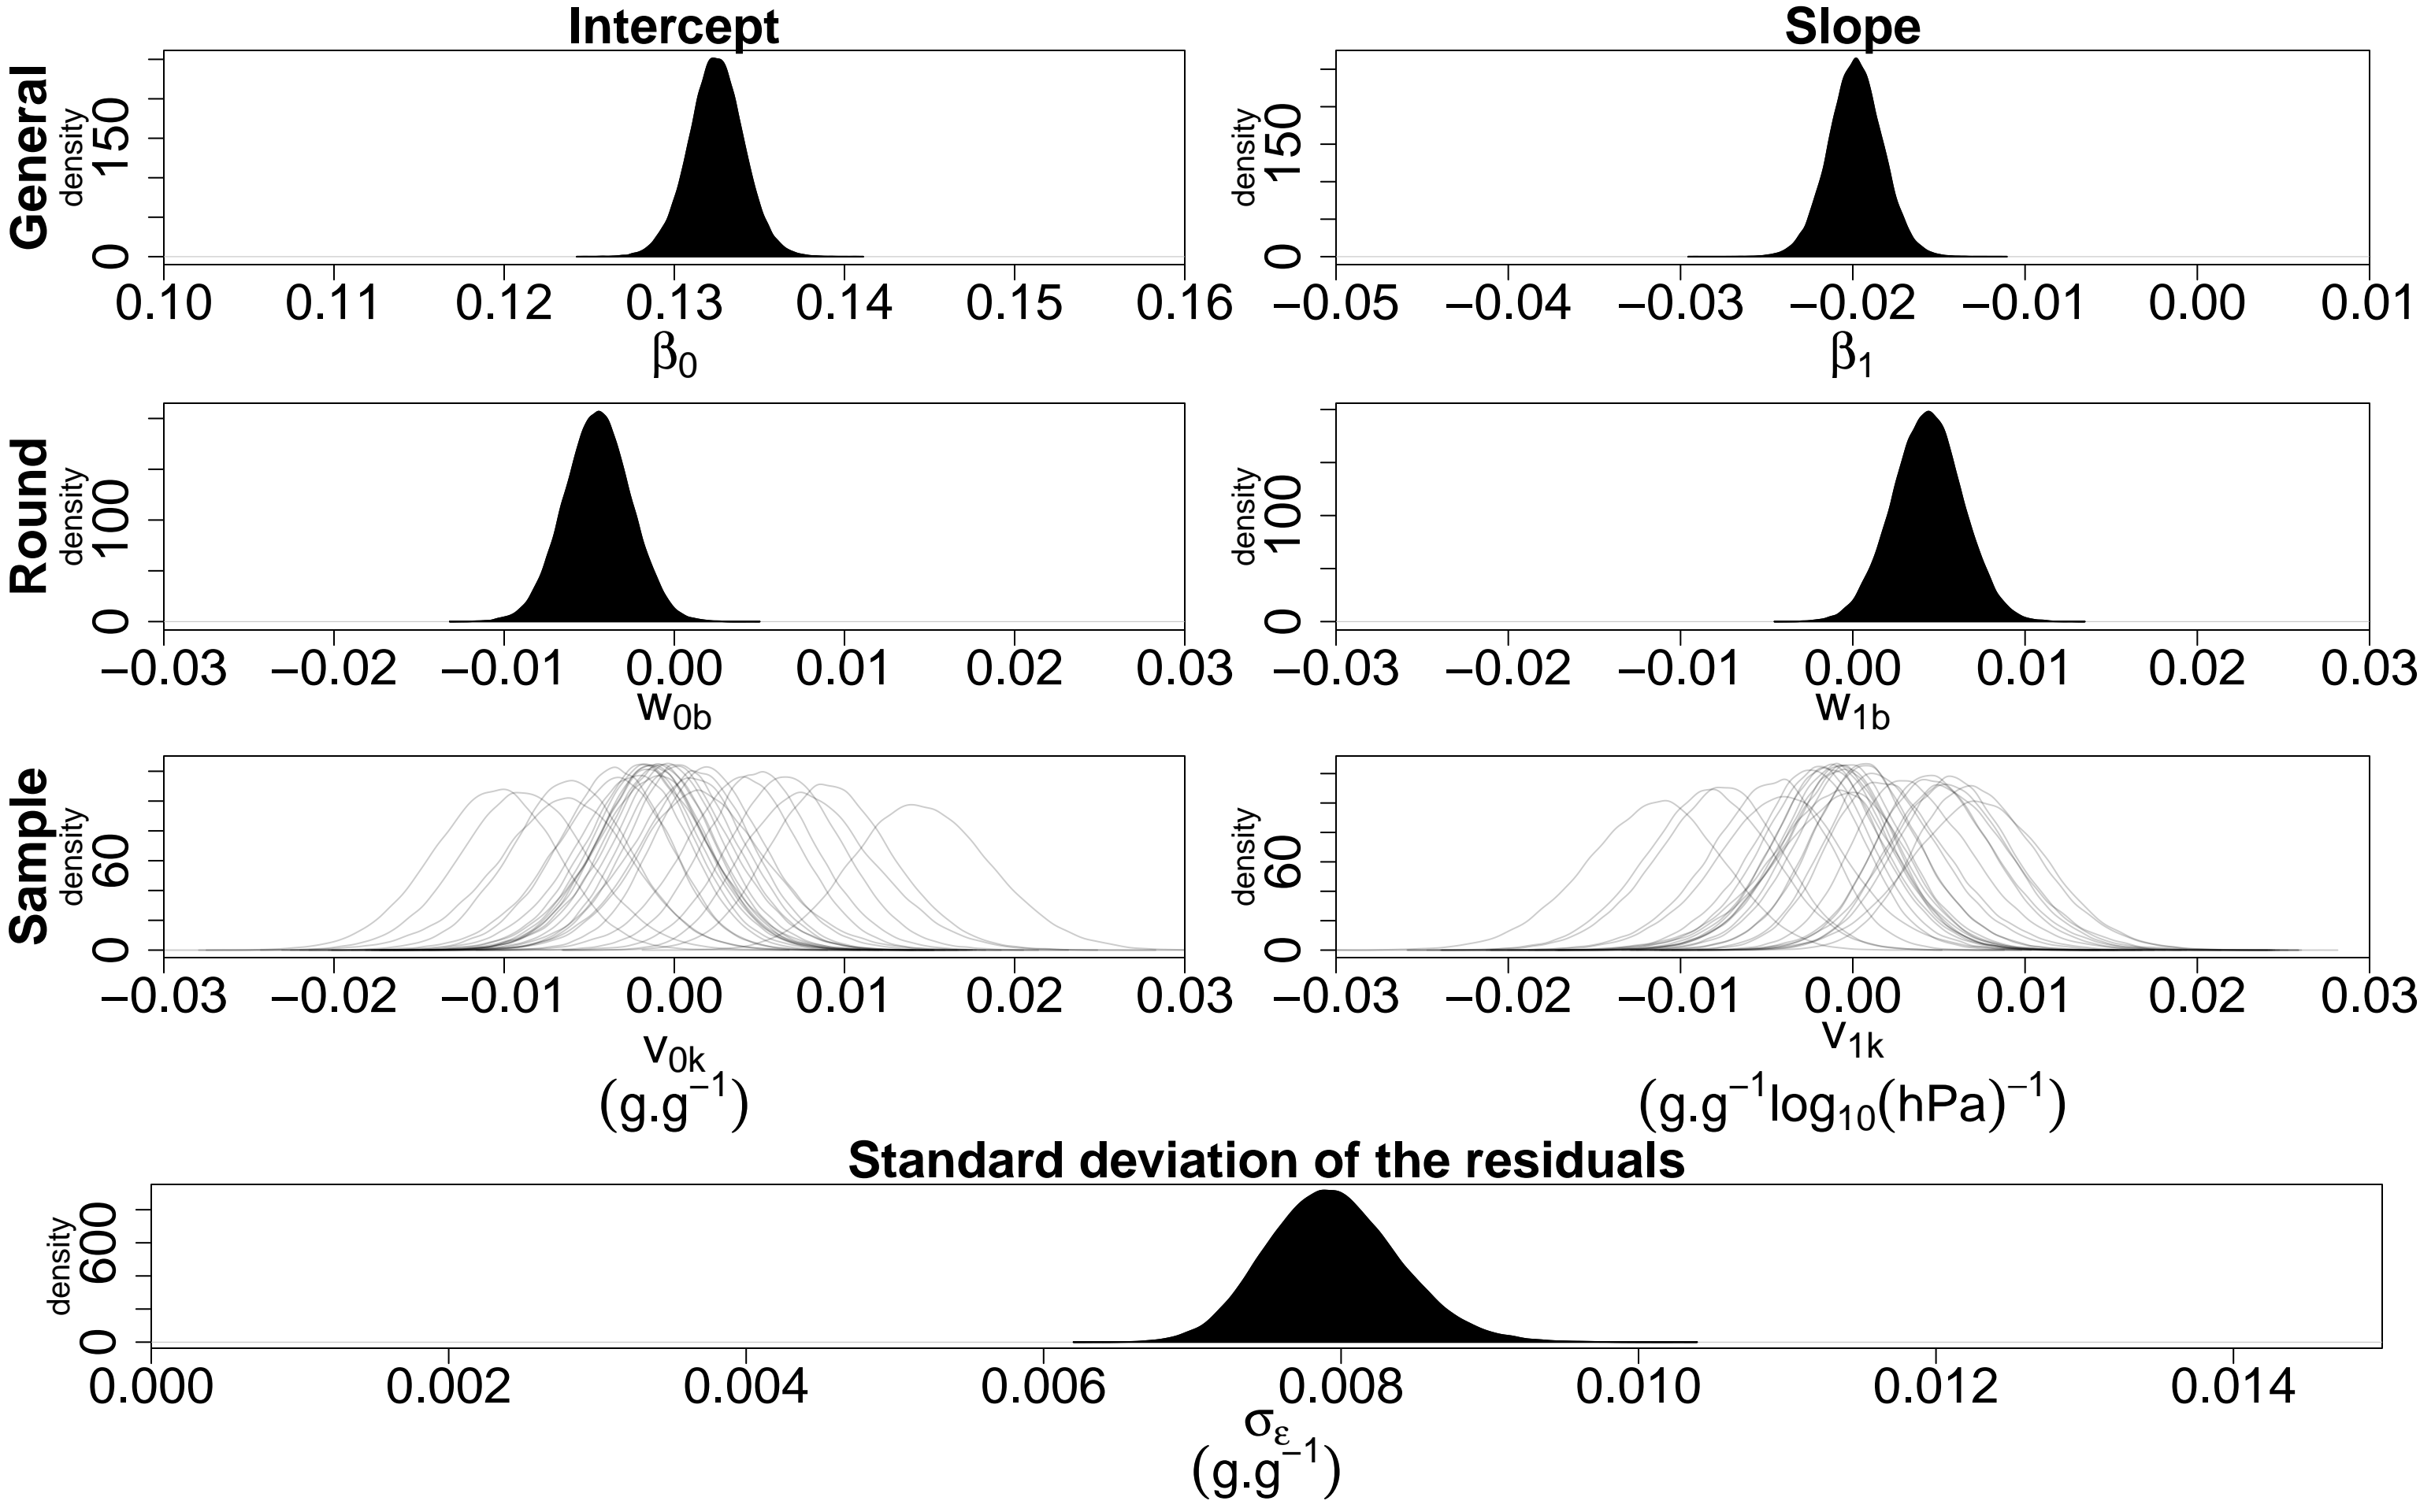 Intercept Slope
General
density
0 150
0.10 0.11 0.12 0.13 0.14 0.15 0.16
β0
density
0 150
−0.05 −0.04 −0.03 −0.02 −0.01 0.00 0.01
β1
Round
density
0 100
−0.03 −0.02 −0.01 0.00 0.01 0.02 0.03
w0b
density
0 100
−0.03 −0.02 −0.01 0.00 0.01 0.02 0.03
w1b
Sample
density
0 60
−0.03 −0.02 −0.01 0.00 0.01 0.02 0.03
v0k
(g.g−1)
density
0 60
−0.03 −0.02 −0.01 0.00 0.01 0.02 0.03
v1k
(g.g−1log10(hPa)−1)
Standard deviation of the residuals
density
0 600
0.000 0.002 0.004 0.006 0.008 0.010 0.012 0.014
σε
(g.g−1)